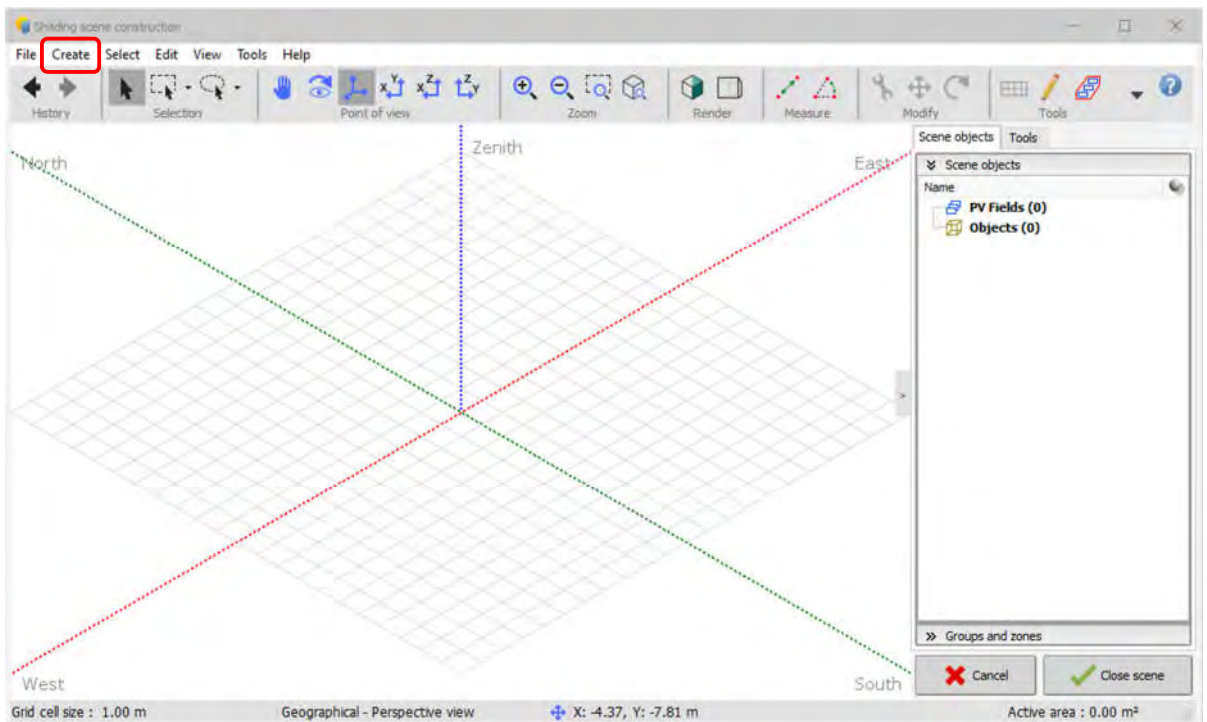 Shading scene construction
File Create Select Edit View Tools Help
History Selection Point of view Zoom Render Measure Modify Tools
Scene objects Tools
Scene objects
Name
PV Fields (0)
Objects (0)
North
Zenith
East
West
South
Groups and zones
Cancel Close scene
Grid cell size : 1.00 m Geographical - Perspective view X: -4.37, Y: -7.81 m Active area : 0.00 m²